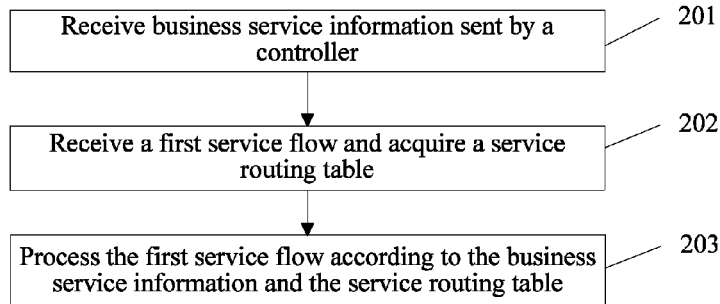 Receive business service information sent by a
controller
201
Receive a first service flow and acquire a service
routing table
202
Process the first service flow according to the business
service information and the service routing table
203